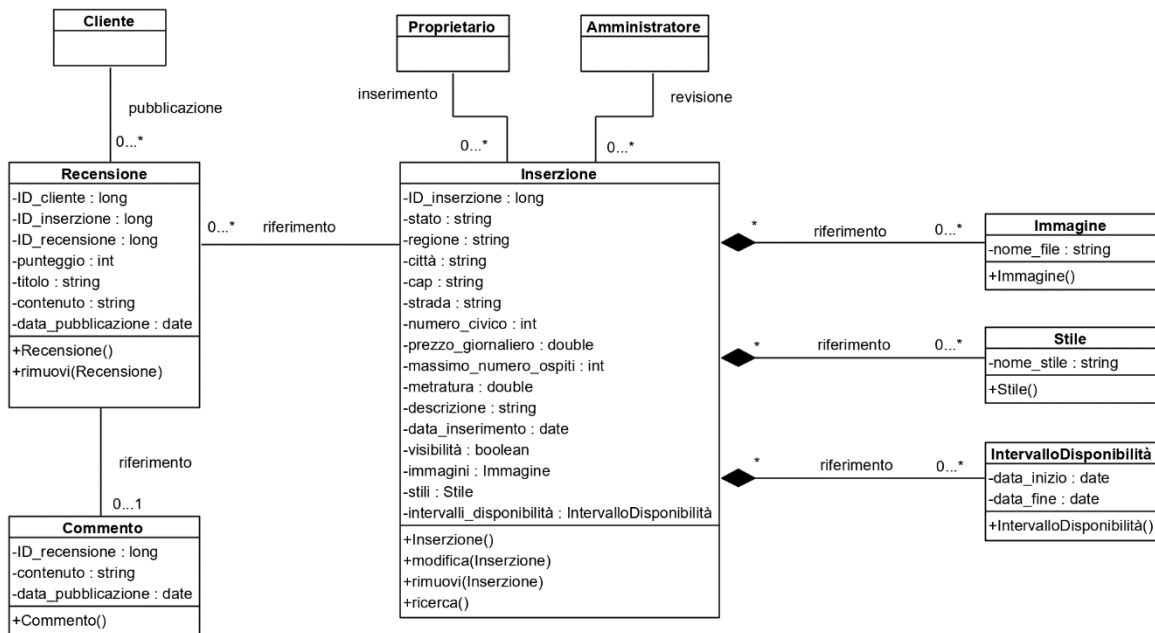 Cliente
Proprietario
Amministratore
pubblicazione
inserimento
revisione
0...*
0...*
0...*
Recensione
-ID_cliente : long
-ID_inserzione : long
-ID_recensione : long
-punteggio : int
-titolo : string
-contenuto : string
-data_pubblicazione : date
+Recensione()
+rimuovi(Recensione)
0...*
riferimento
Inserzione
-ID_inserzione : long
-stato : string
-regione : string
-città : string
-cap : string
-strada : string
-numero_civico : int
-prezzo_giornaliero : double
-massimo_numero_ospiti : int
-metratura : double
-descrizione : string
-data_inserimento : date
-visibilità : boolean
-immagini : Immagine
-stili : Stile
-intervalli_disponibilità : IntervalloDisponibilità
+Inserzione()
+modifica(Inserzione)
+rimuovi(Inserzione)
+ricerca()
*
riferimento
0...*
Immagine
-nome_file : string
+Immagine()
*
riferimento
0...*
Stile
-nome_stile : string
+Stile()
*
riferimento
0...*
IntervalloDisponibilità
-data_inizio : date
-data_fine : date
+IntervalloDisponibilità()
riferimento
0...1
Commento
-ID_recensione : long
-contenuto : string
-data_pubblicazione : date
+Commento()